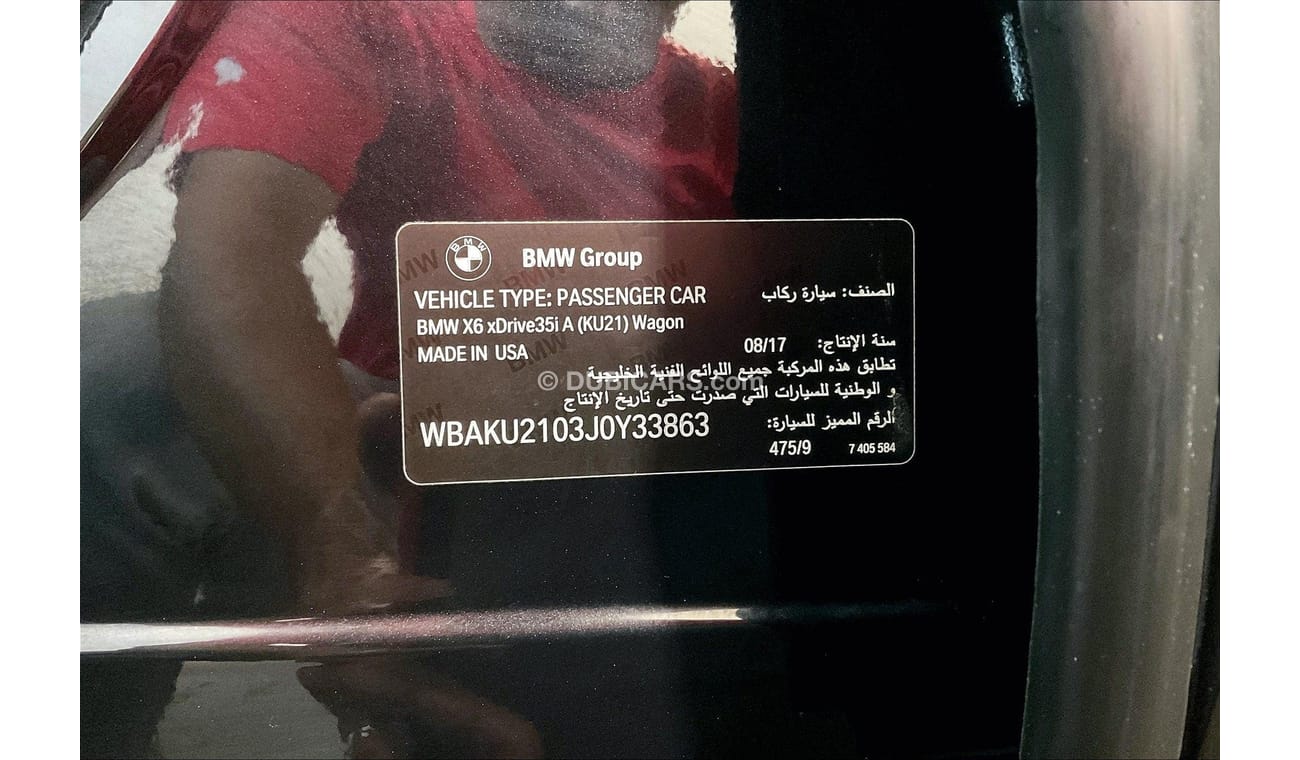 BMW Group
VEHICLE TYPE: PASSENGER CAR الصنف: سيارة ركاب
BMW X6 xDrive35i A (KU21) Wagon
سنة الإنتاج: 08/17
MADE IN USA
تطابق هذه المركبة جميع اللوائح الفنية الخليجية
© DUBICARS.com
و الوطنية للسيارات التي صدرت حتى تاريخ الإنتاج
الرقم المميز للسيارة:
WBAKU2103J0Y33863
475/9 7 405 584